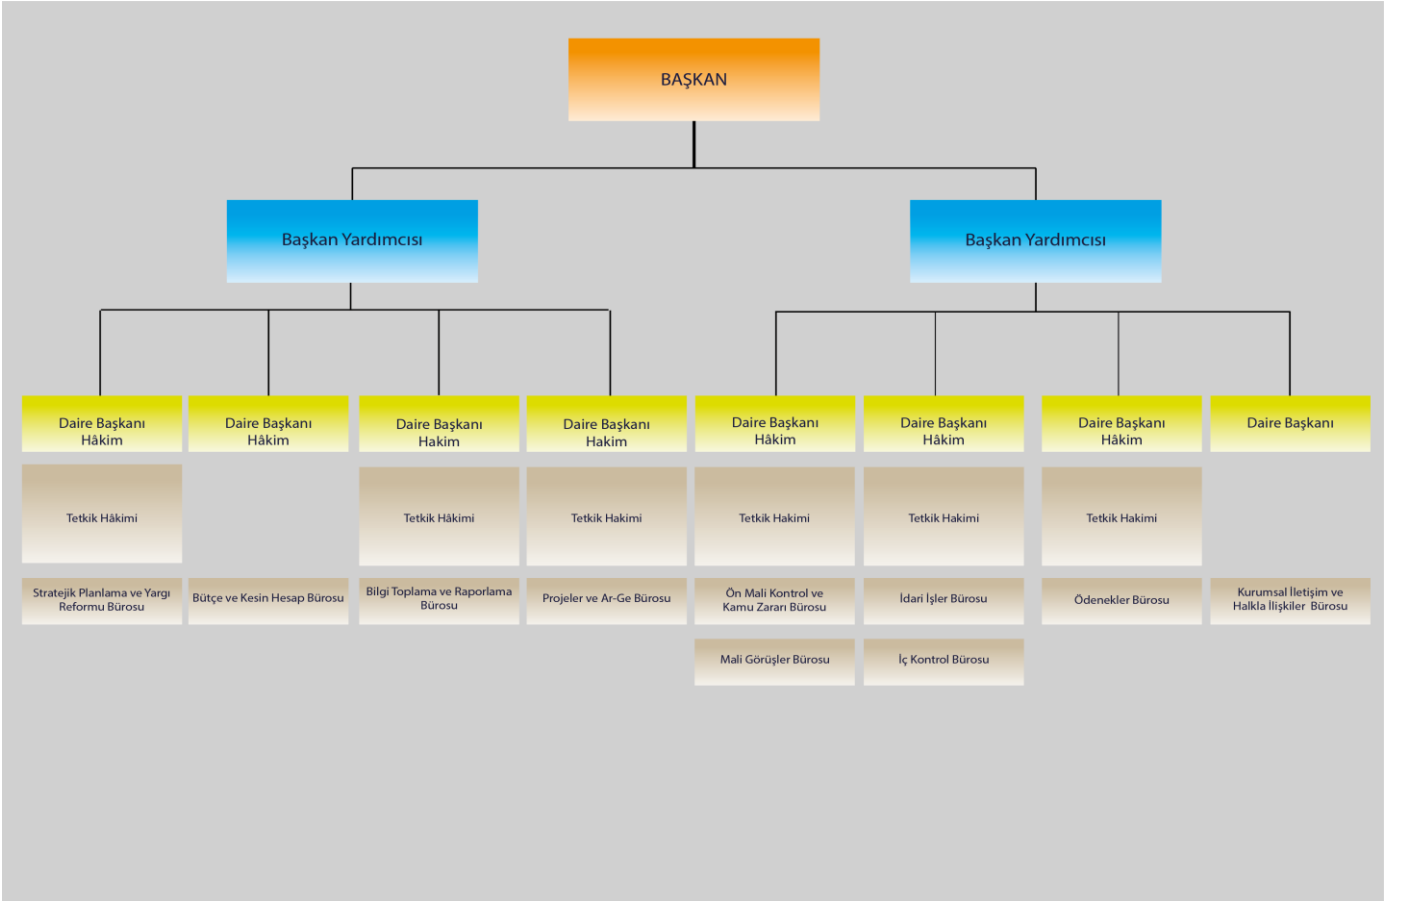 BAŞKAN
Başkan Yardımcısı
Başkan Yardımcısı
Daire Başkanı
Hâkim
Daire Başkanı
Hâkim
Daire Başkanı
Hakim
Daire Başkanı
Hakim
Daire Başkanı
Hâkim
Daire Başkanı
Hâkim
Daire Başkanı
Hâkim
Daire Başkanı
Tetkik Hâkimi
Tetkik Hâkimi
Tetkik Hakimi
Tetkik Hakimi
Tetkik Hakimi
Tetkik Hakimi
Stratejik Planlama ve Yargı
Reformu Bürosu
Bütçe ve Kesin Hesap Bürosu
Bilgi Toplama ve Raporlama
Bürosu
Projeler ve Ar-Ge Bürosu
Ön Mali Kontrol ve
Kamu Zararı Bürosu
İdari İşler Bürosu
Ödenekler Bürosu
Kurumsal İletişim ve
Halkla İlişkiler Bürosu
Mali Görüşler Bürosu
İç Kontrol Bürosu